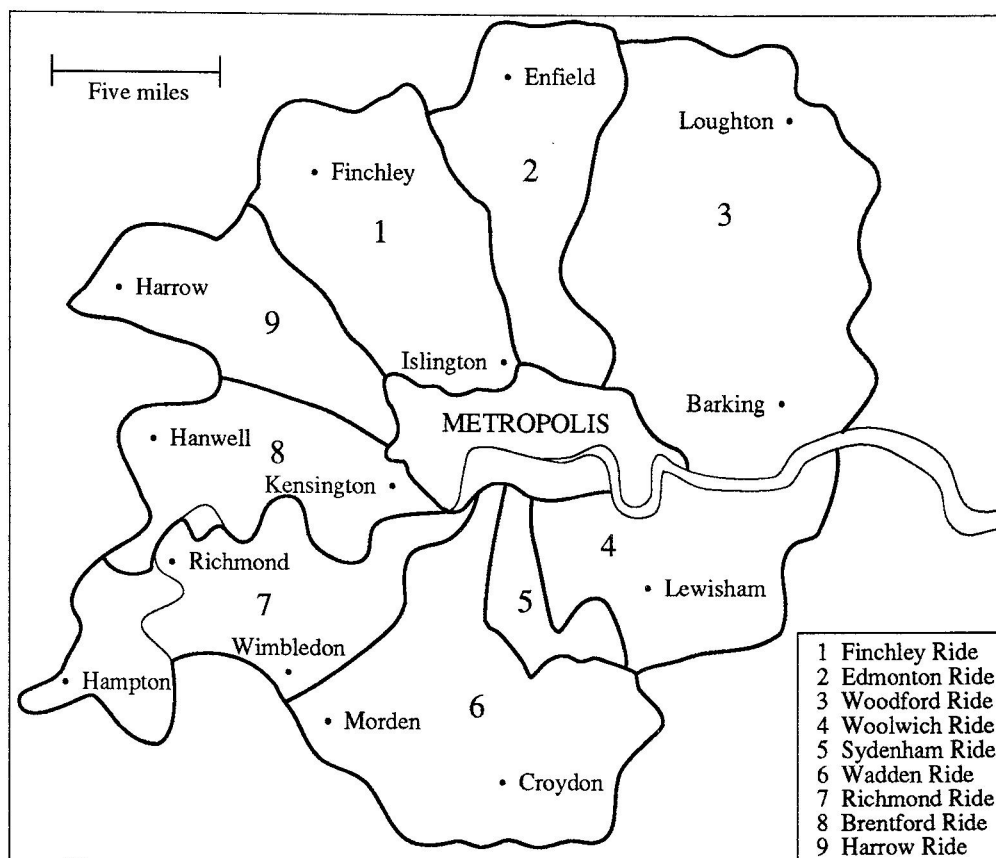 Five miles
Enfield
Loughton
Finchley
2
3
1
Harrow
9
Islington
Barking
METROPOLIS
Hanwell
8
Kensington
4
Richmond
Lewisham
5
7
Wimbledon
Hampton
6
Morden
Croydon
1 Finchley Ride
2 Edmonton Ride
3 Woodford Ride
4 Woolwich Ride
5 Sydenham Ride
6 Wadden Ride
7 Richmond Ride
8 Brentford Ride
9 Harrow Ride